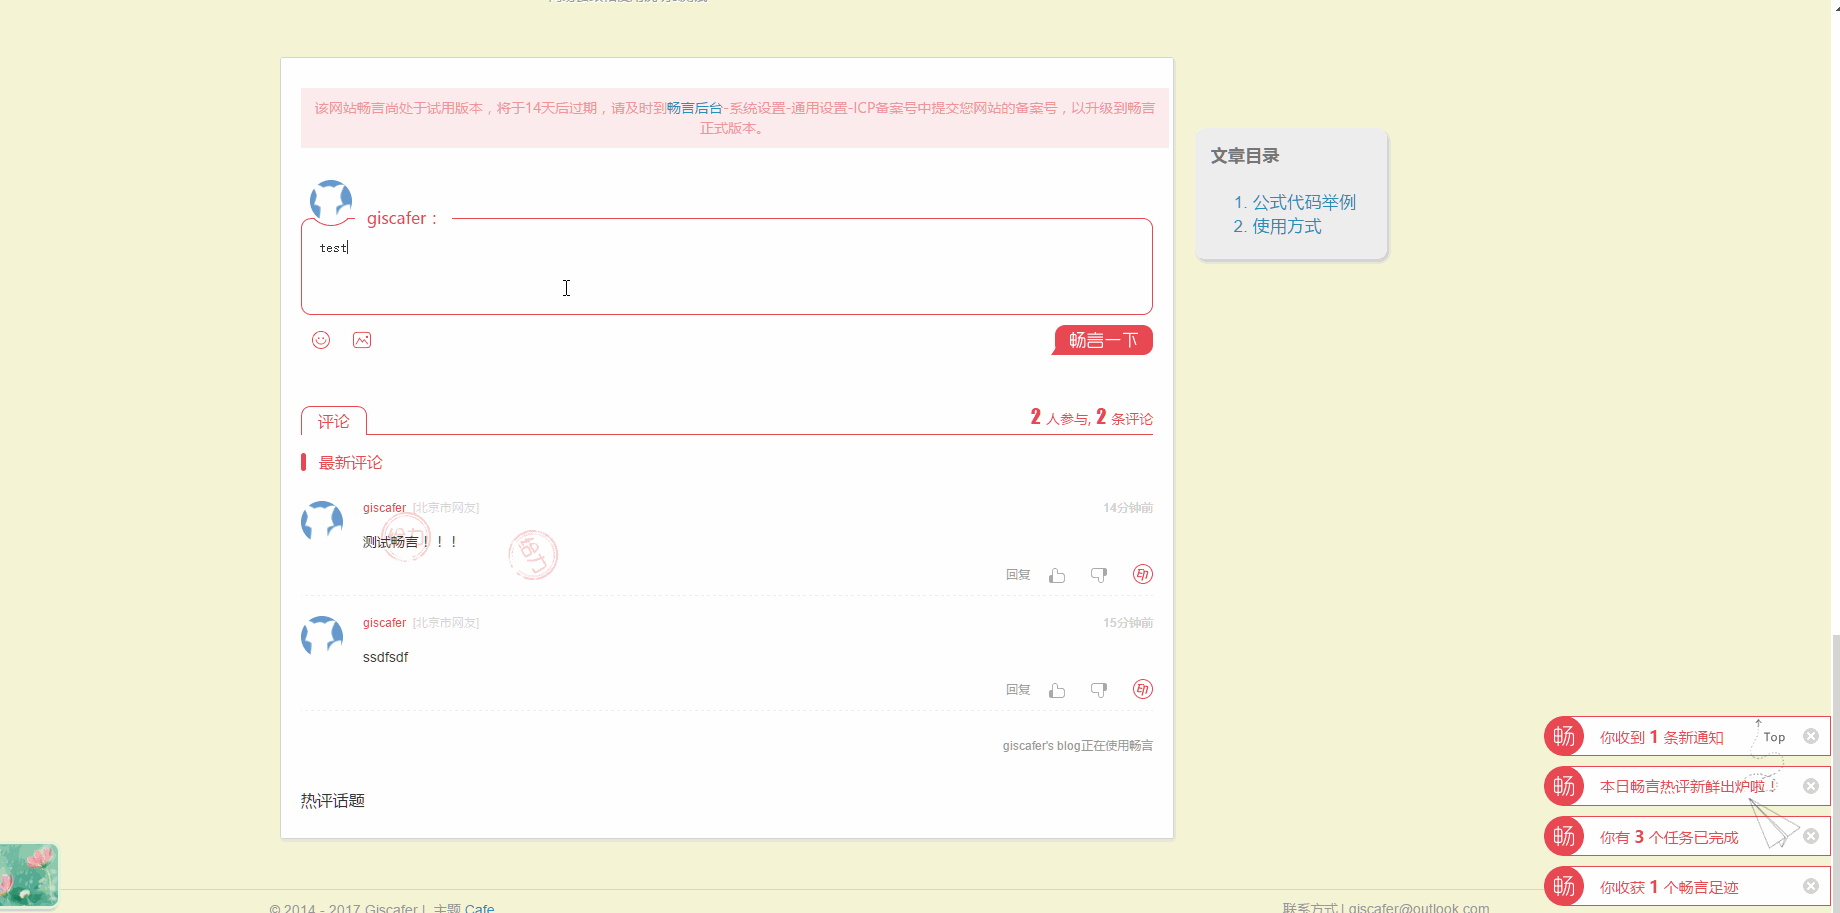 该网站畅言尚处于试用版本，将于14天后过期，请及时到畅言后台-系统设置-通用设置-ICP备案号中提交您网站的备案号，以升级到畅言
正式版本。
文章目录
1. 公式代码举例
2. 使用方式
giscafer：
test
畅言一下
评论
2 人参与, 2 条评论
最新评论
giscafer [北京市网友]
14分钟前
测试畅言！！！
回复
印
giscafer [北京市网友]
15分钟前
ssdfsdf
回复
印
giscafer's blog正在使用畅言
热评话题
畅 你收到 1 条新通知
Top
畅 本日畅言热评新鲜出炉啦！
畅 你有 3 个任务已完成
畅 你收获 1 个畅言足迹
© 2014 - 2017 Giscafer | 主题 Cafe
联系方式 | giscafer@outlook.com